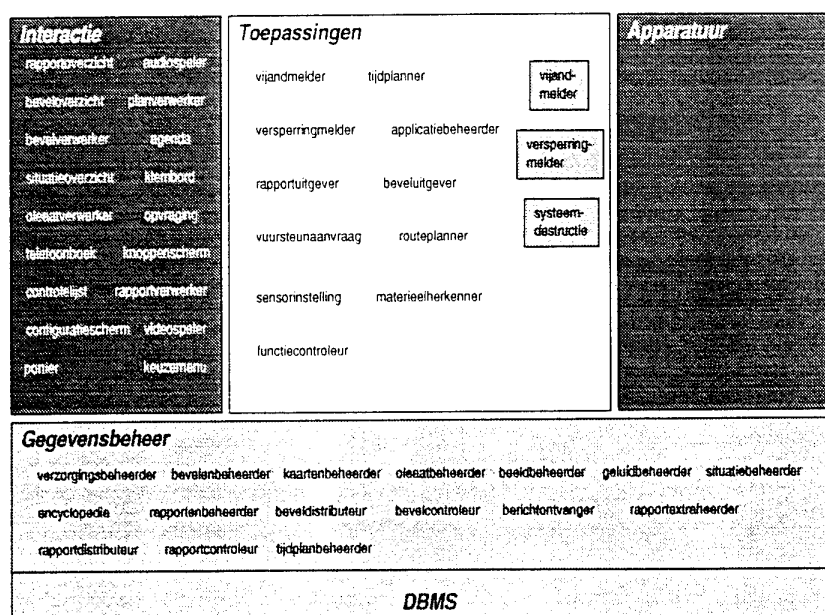 Interactie
rapportoverzicht audiospeler
beveloverzicht planverwerker
bevelverwerker agenda
situatieoverzicht klembord
oleaatverwerker opvraging
telefoonboek knoppenscherm
controlelijst rapportverwerker
configuratiescherm videospeler
ponier keuzemenu
Toepassingen
vijandmelder tijdplanner
versperringmelder applicatiebeheerder
rapportuitgever beveluitgever
vuursteunaanvraag routeplanner
sensorinstelling materieelherkenner
functiecontroleur
vijand-
melder
versperring-
melder
systeem-
destructie
Apparatuur
Gegevensbeheer
verzorgingsbeheerder bevelenbeheerder kaartenbeheerder oleaatbeheerder beeldbeheerder geluidbeheerder situatiebeheerder
encyclopedie rapportenbeheerder beveldistributeur bevelcontroleur berichtontvanger rapportextraheerder
rapportdistributeur rapportcontroleur tijdplanbeheerder
DBMS